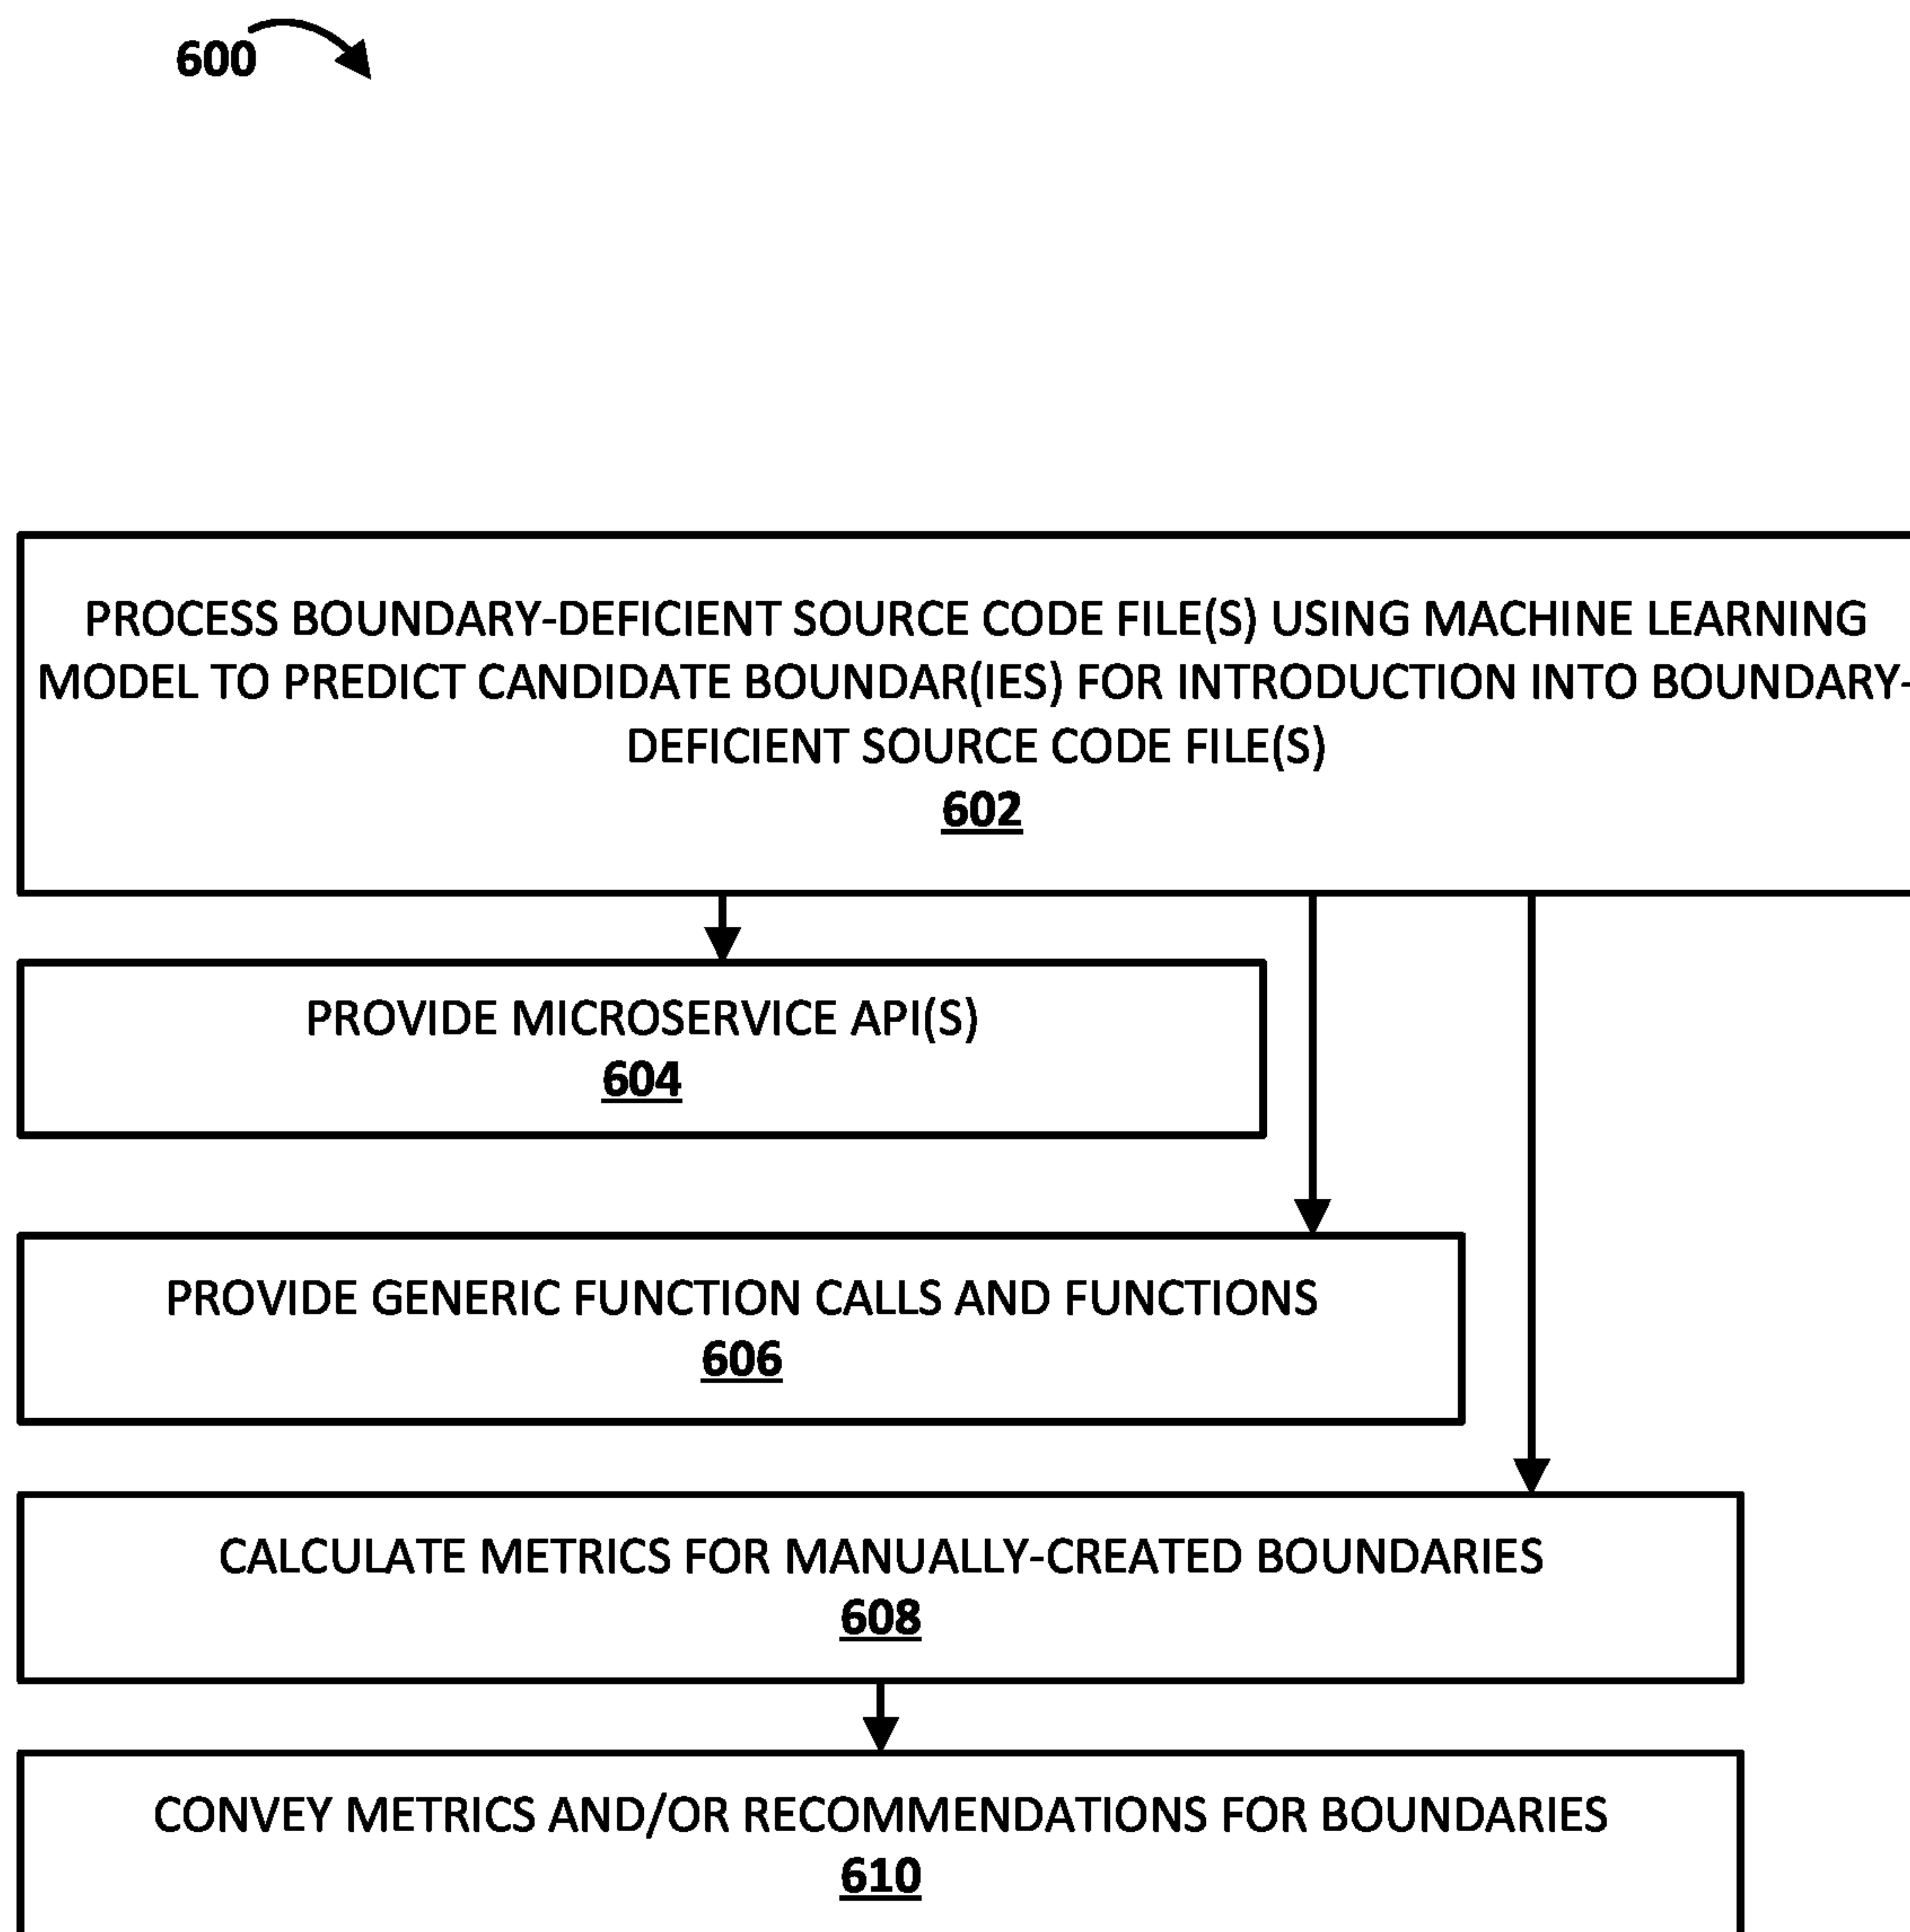 600
PROCESS BOUNDARY-DEFICIENT SOURCE CODE FILE(S) USING MACHINE LEARNING
MODEL TO PREDICT CANDIDATE BOUNDAR(IES) FOR INTRODUCTION INTO BOUNDARY-
DEFICIENT SOURCE CODE FILE(S)
602
PROVIDE MICROSERVICE API(S)
604
PROVIDE GENERIC FUNCTION CALLS AND FUNCTIONS
606
CALCULATE METRICS FOR MANUALLY-CREATED BOUNDARIES
608
CONVEY METRICS AND/OR RECOMMENDATIONS FOR BOUNDARIES
610